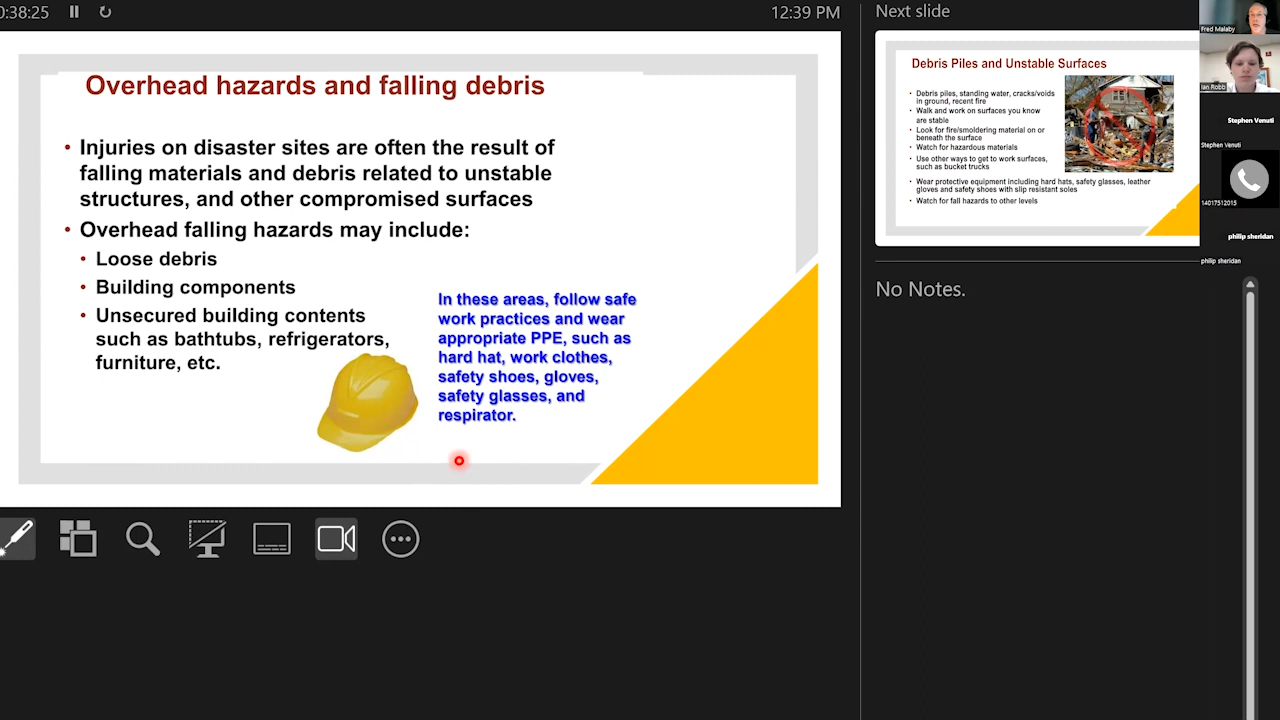 0:38:25
12:39 PM
Overhead hazards and falling debris
• Injuries on disaster sites are often the result of
falling materials and debris related to unstable
structures, and other compromised surfaces
• Overhead falling hazards may include:
• Loose debris
• Building components
• Unsecured building contents
such as bathtubs, refrigerators,
furniture, etc.
In these areas, follow safe
work practices and wear
appropriate PPE, such as
hard hat, work clothes,
safety shoes, gloves,
safety glasses, and
respirator.
Next slide
Debris Piles and Unstable Surfaces
• Debris piles, standing water, cracks/voids
in ground, recent fire
• Walk and work on surfaces you know
are stable
• Look for fire/smoldering material on or
beneath the surface
• Watch for hazardous materials
• Use other ways to get to work surfaces,
such as bucket trucks
• Wear protective equipment including hard hats, safety glasses, leather
gloves and safety shoes with slip resistant soles
• Watch for fall hazards to other levels
No Notes.
Fred Malaby
Ian Robb
Stephen Venuti
Stephen Venuti
14017512015
philip sheridan
philip sheridan